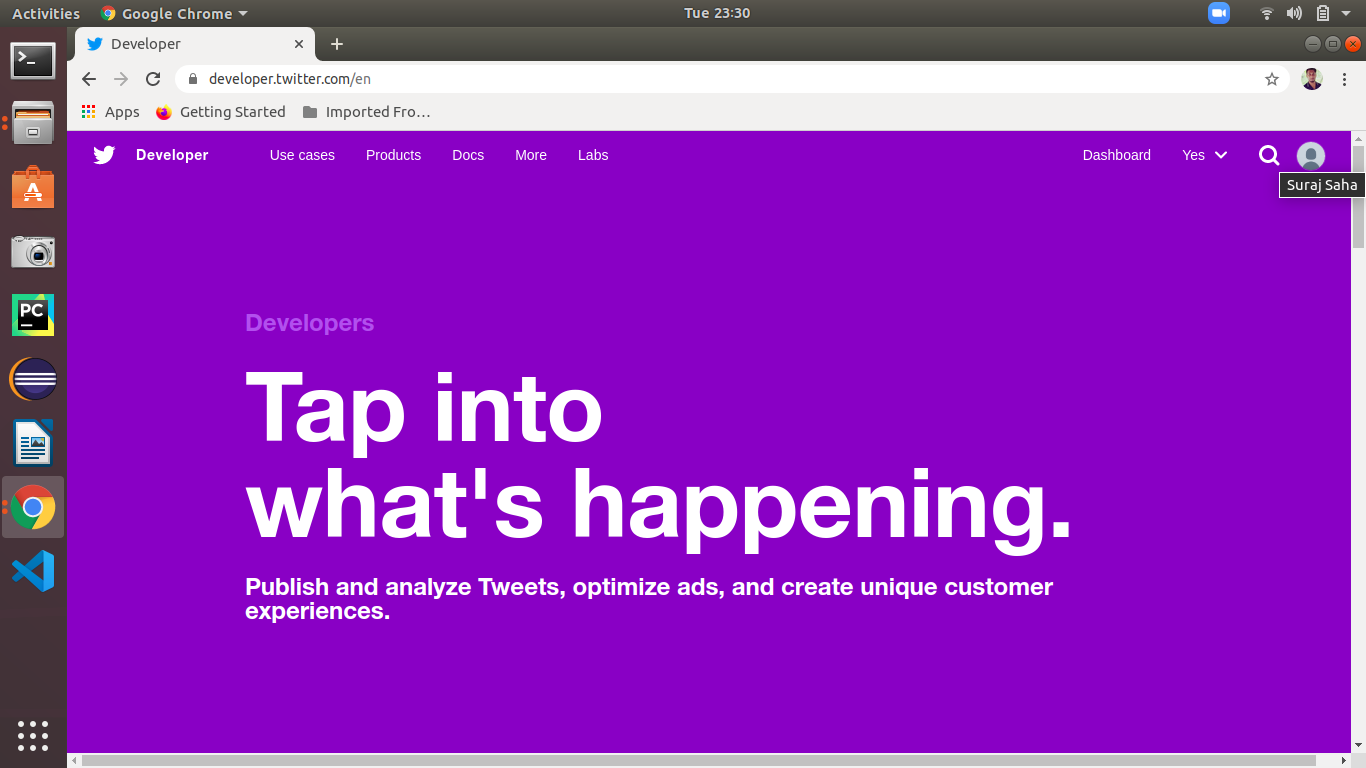 Activities Google Chrome Tue 23:30
Developer
developer.twitter.com/en
Apps Getting Started Imported Fro…
Developer Use cases Products Docs More Labs Dashboard Yes
Suraj Saha
PC
Developers
Tap into
what's happening.
Publish and analyze Tweets, optimize ads, and create unique customer
experiences.